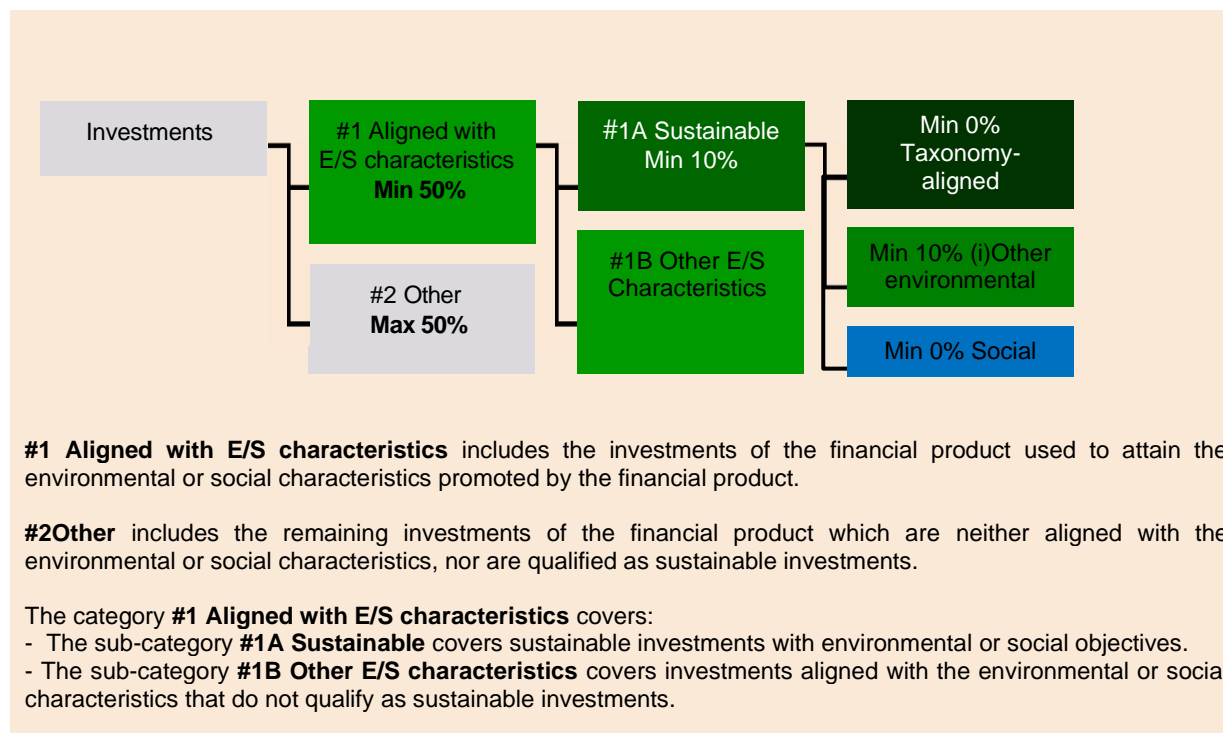 Investments
#1 Aligned with
E/S characteristics
Min 50%
#2 Other
Max 50%
#1A Sustainable
Min 10%
#1B Other E/S
Characteristics
Min 0%
Taxonomy-
aligned
Min 10% (i)Other
environmental
Min 0% Social
#1 Aligned with E/S characteristics includes the investments of the financial product used to attain the
environmental or social characteristics promoted by the financial product.
#2Other includes the remaining investments of the financial product which are neither aligned with the
environmental or social characteristics, nor are qualified as sustainable investments.
The category #1 Aligned with E/S characteristics covers:
- The sub-category #1A Sustainable covers sustainable investments with environmental or social objectives.
- The sub-category #1B Other E/S characteristics covers investments aligned with the environmental or social
characteristics that do not qualify as sustainable investments.